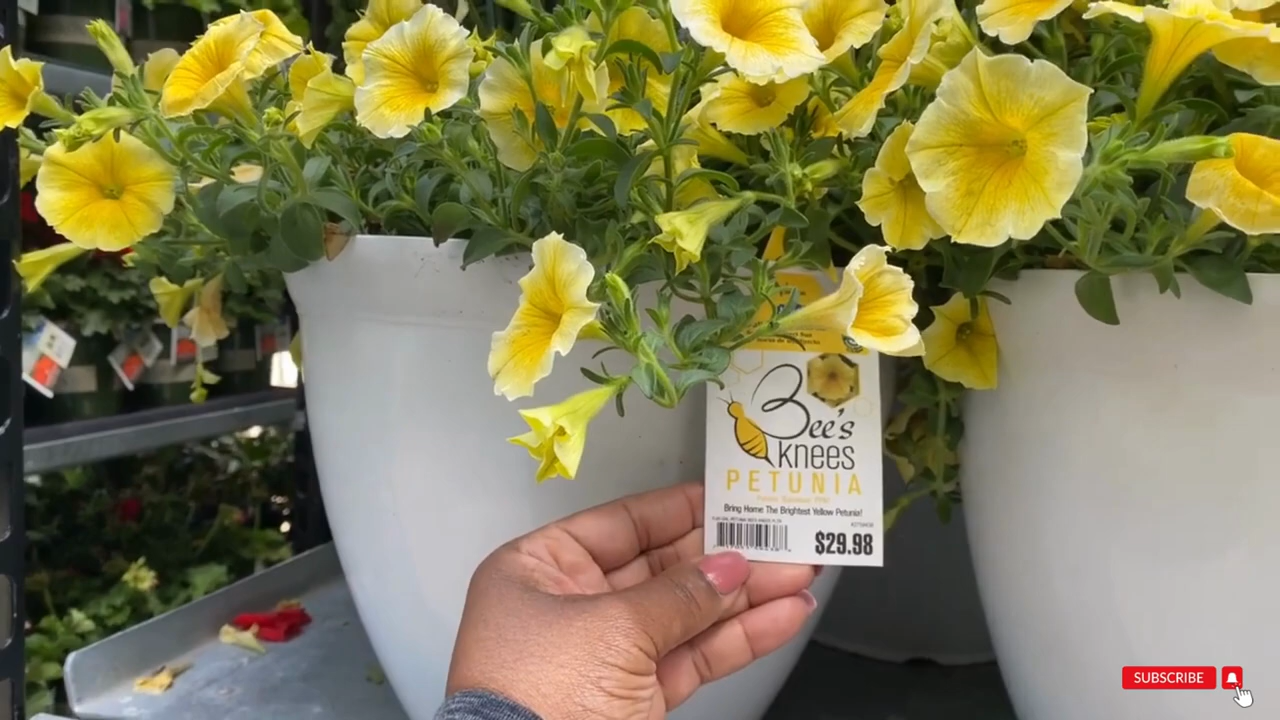 Bee's
Knees
PETUNIA
Bring Home The Brightest Yellow Petunia!
$29.98
SUBSCRIBE